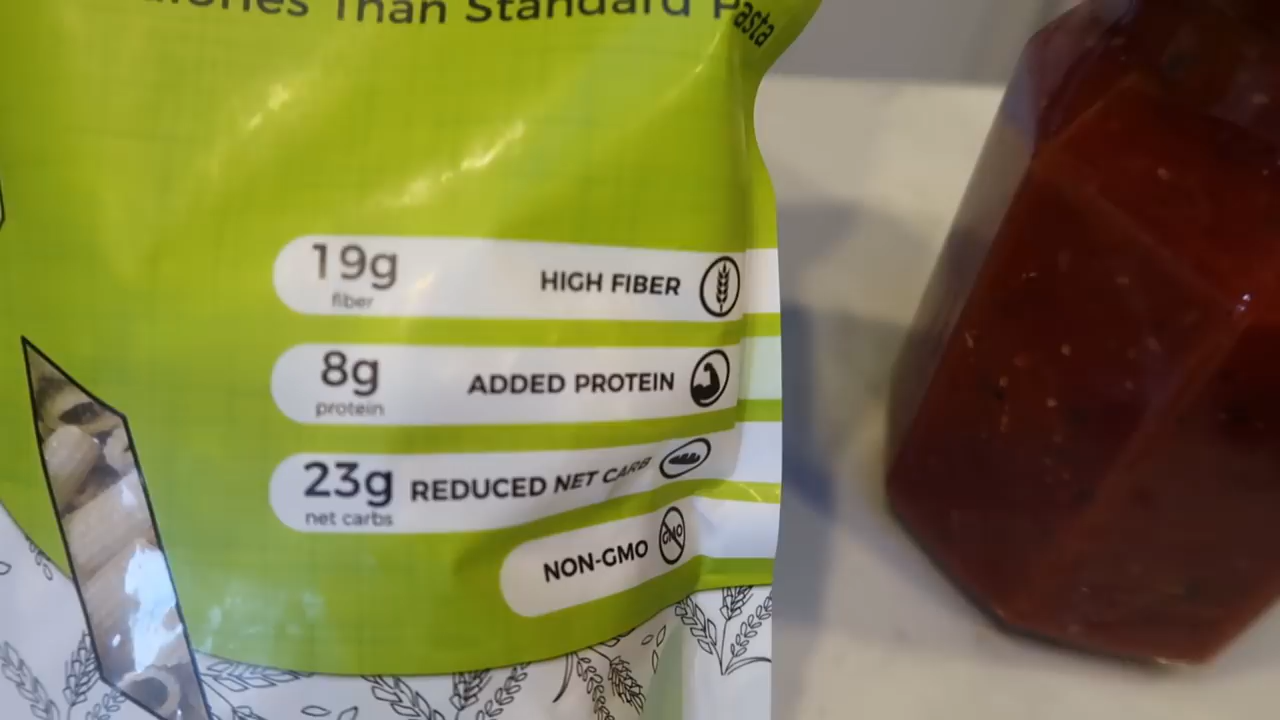 Than Standard Pasta
19g
fiber
HIGH FIBER
8g
protein
ADDED PROTEIN
23g
net carbs
REDUCED NET CARB
NON-GMO
GMO